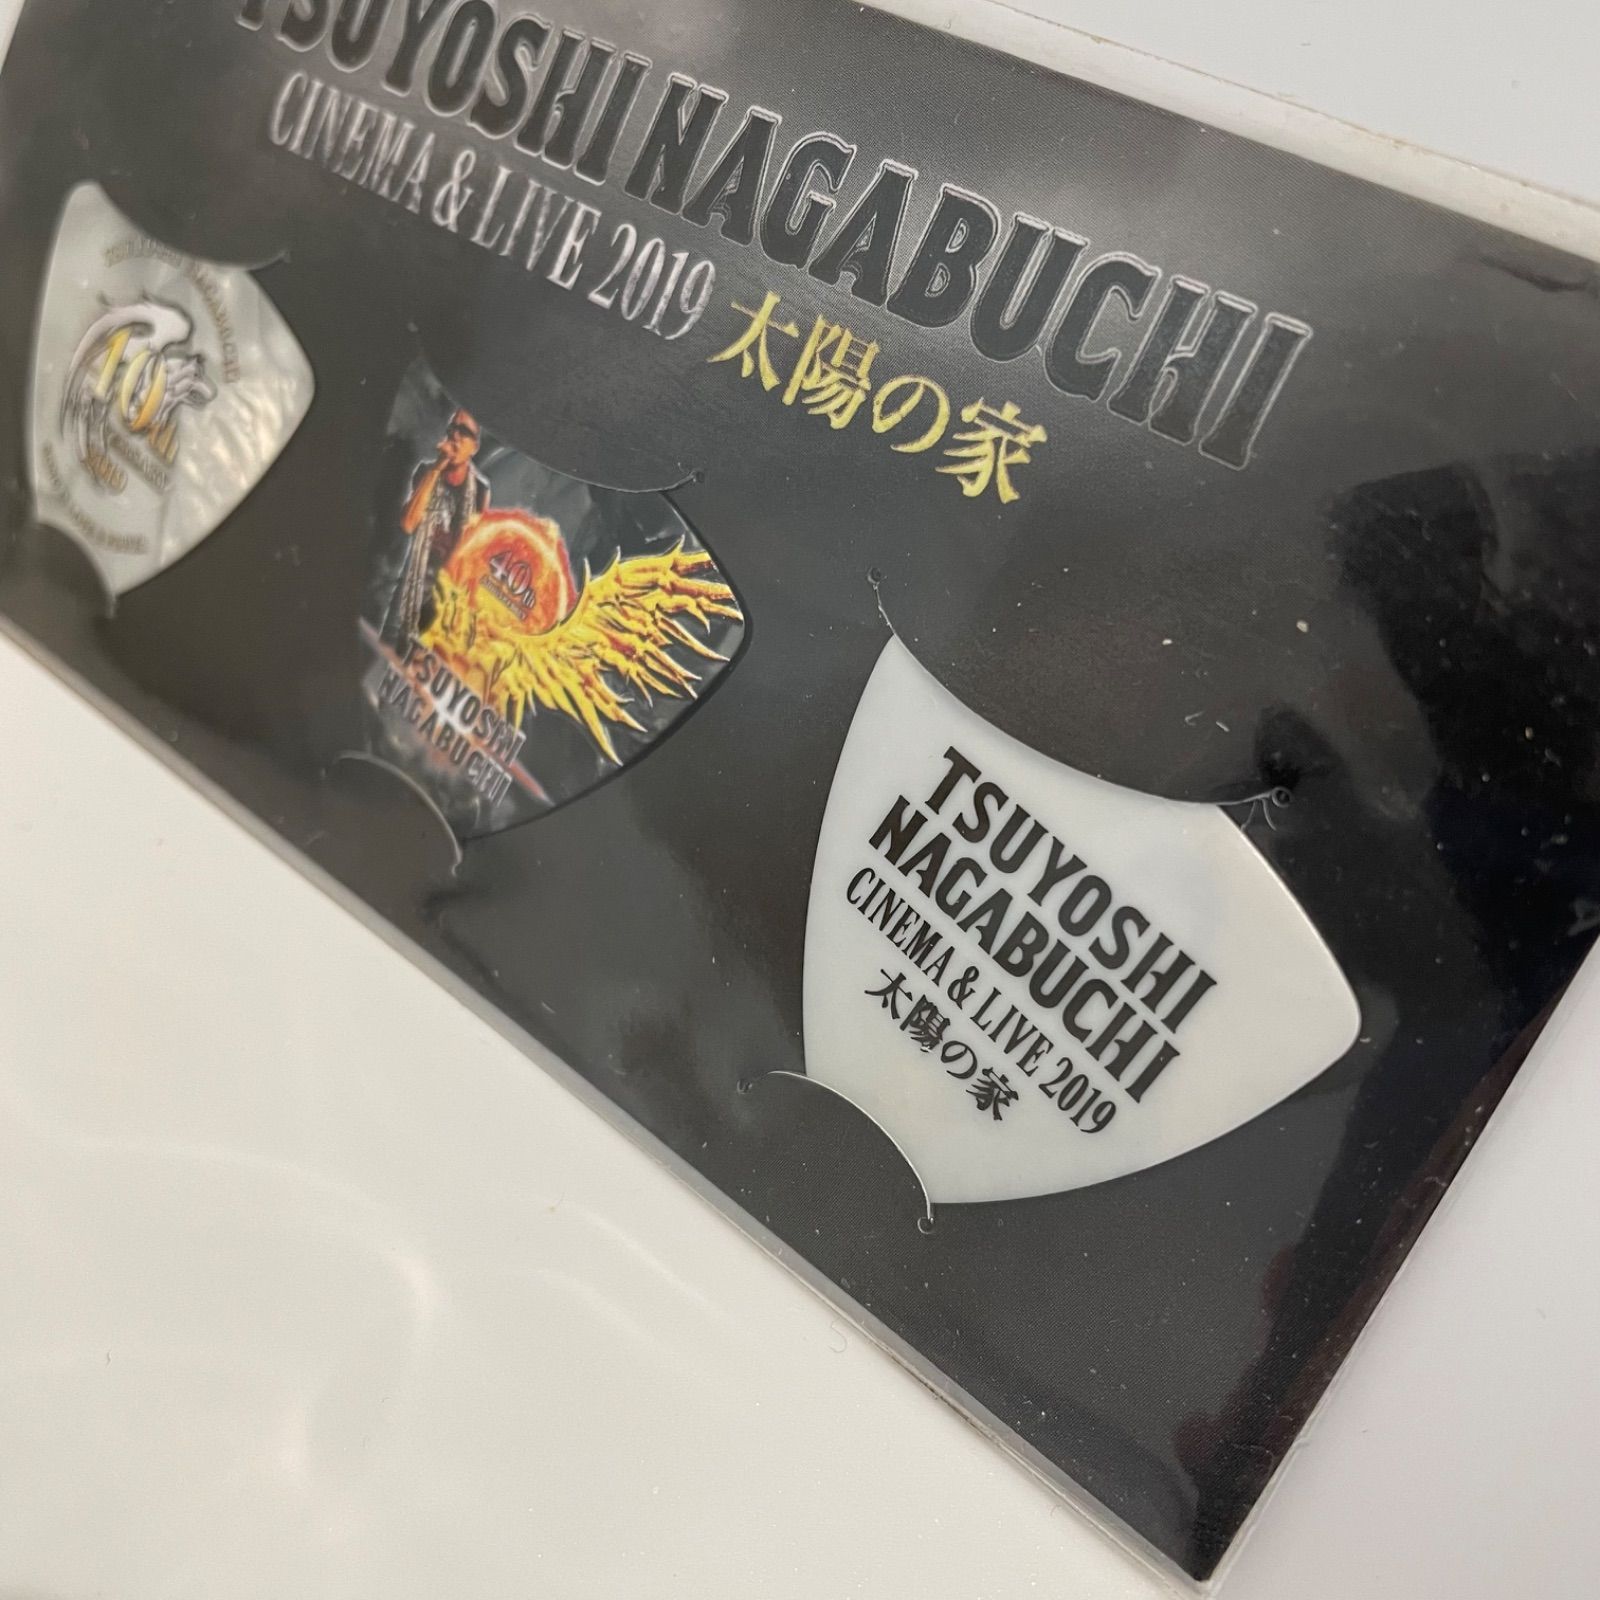 TSUYOSHI NAGABUCHI
CINEMA & LIVE 2019 太陽の家
40th
40th
TSUYOSHI
NAGABUCHI
TSUYOSHI
NAGABUCHI
CINEMA & LIVE 2019
太陽の家